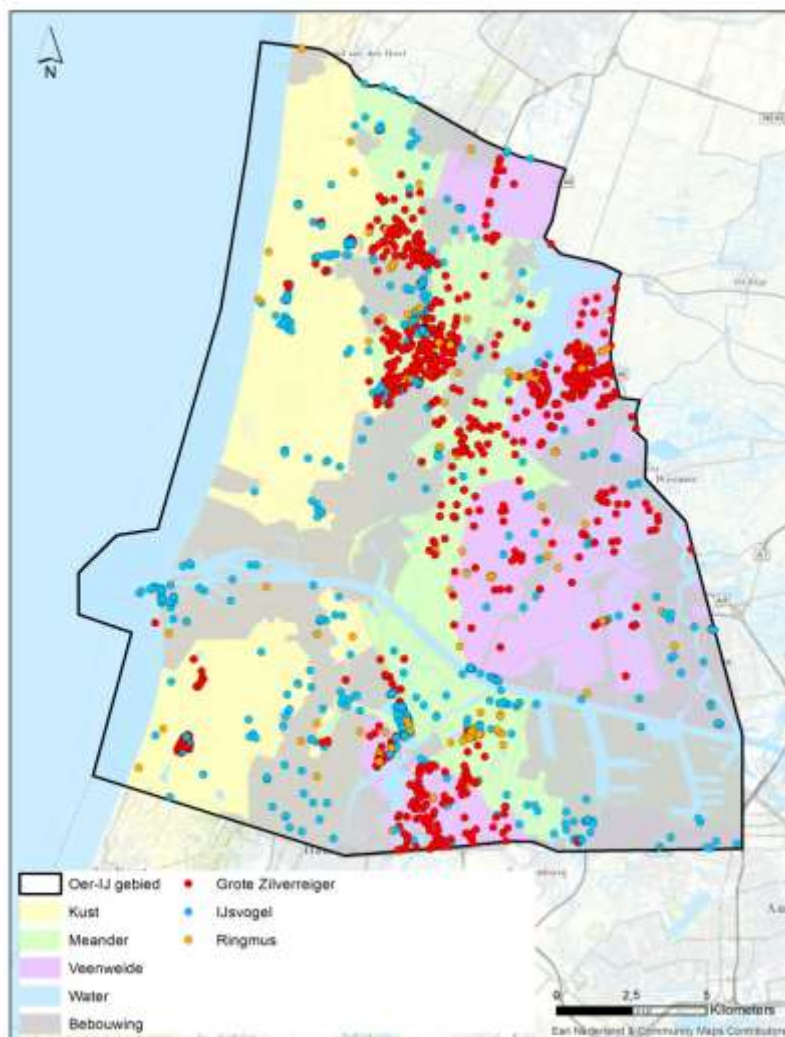 N
Oer-IJ gebied
Kust
Meander
Veenweide
Water
Bebouwing
Grote Zilverreiger
IJsvogel
Ringmus
0 2,5 5
Kilometers
Esri Nederland & Community Maps Contributors